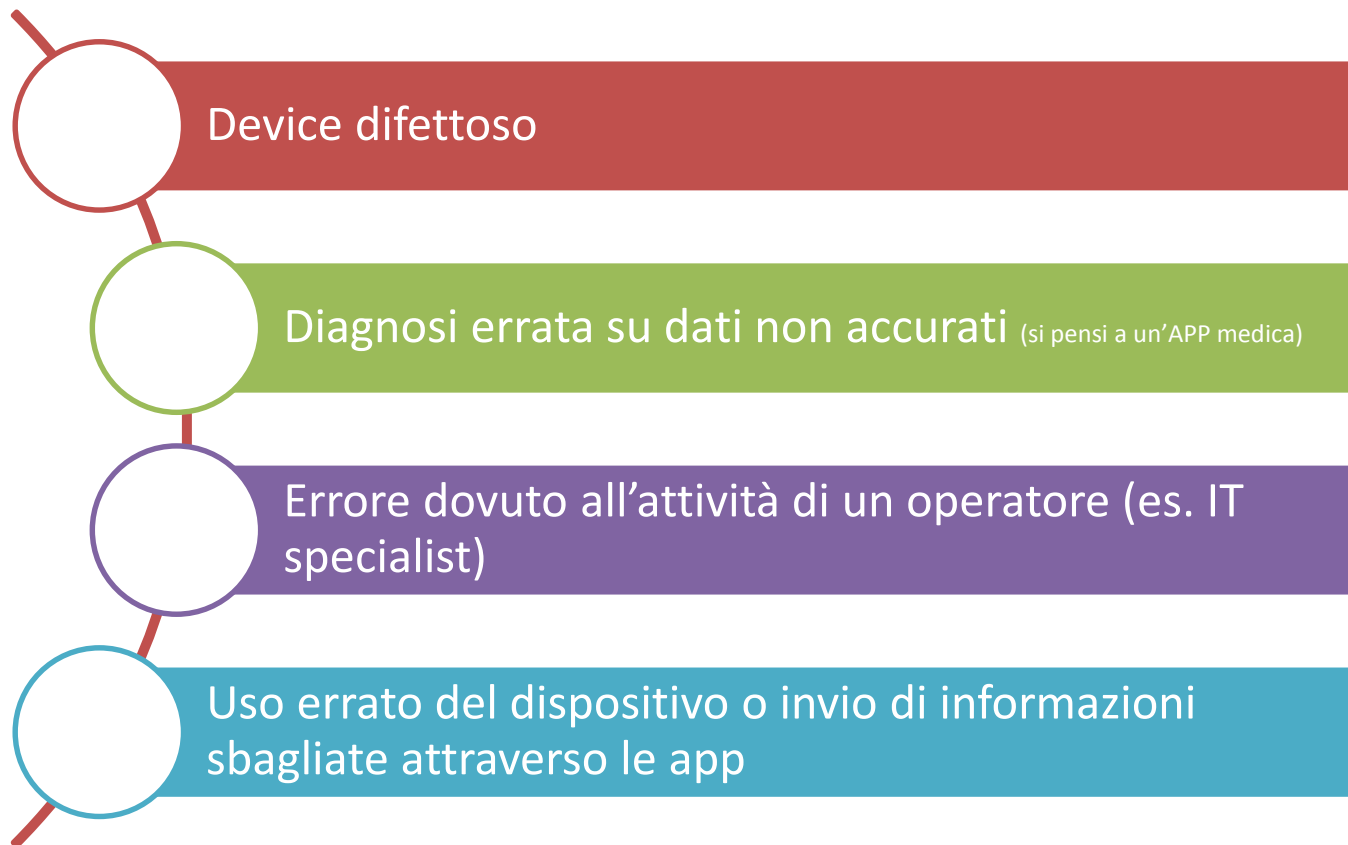 Device difettoso
Diagnosi errata su dati non accurati (si pensi a un’APP medica)
Errore dovuto all’attività di un operatore (es. IT
specialist)
Uso errato del dispositivo o invio di informazioni
sbagliate attraverso le app